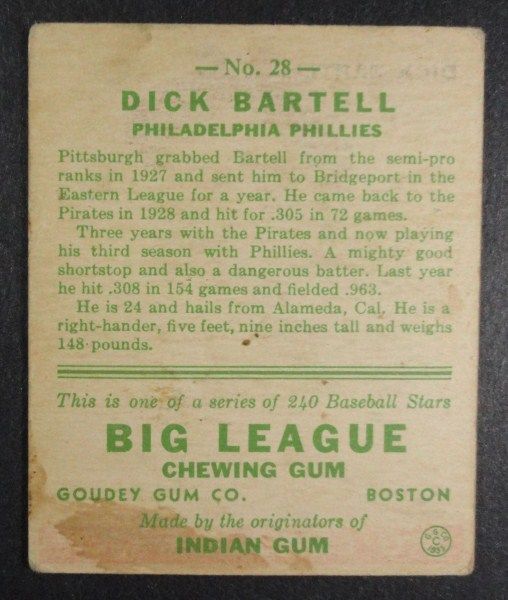 — No. 28 —
DICK BARTELL
PHILADELPHIA PHILLIES
Pittsburgh grabbed Bartell from the semi-pro
ranks in 1927 and sent him to Bridgeport in the
Eastern League for a year. He came back to the
Pirates in 1928 and hit for .305 in 72 games.
Three years with the Pirates and now playing
his third season with Phillies. A mighty good
shortstop and also a dangerous batter. Last year
he hit .308 in 154 games and fielded .963.
He is 24 and hails from Alameda, Cal. He is a
right-hander, five feet, nine inches tall and weighs
148 pounds.
This is one of a series of 240 Baseball Stars
BIG LEAGUE
CHEWING GUM
GOUDEY GUM CO. BOSTON
Made by the originators of
INDIAN GUM
G.G.Co.
C
1933